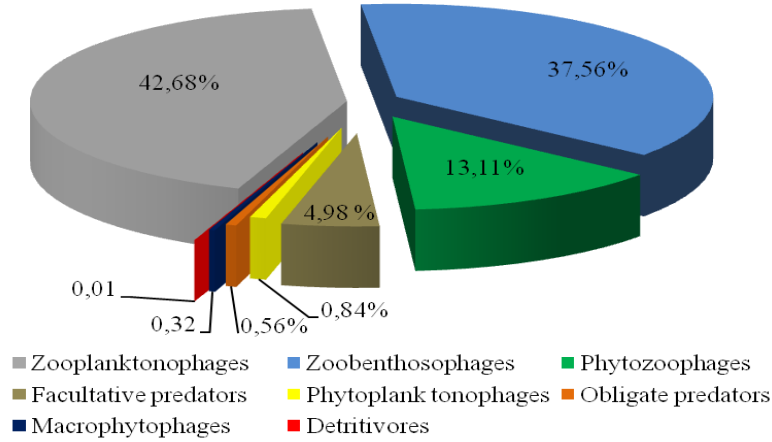 42,68%
37,56%
13,11%
4,98 %
0,01
0,32
0,56%
0,84%
Zooplanktonophages
Zoobenthosophages
Phytozoophages
Facultative predators
Phytoplank tonophages
Obligate predators
Macrophytophages
Detritivores